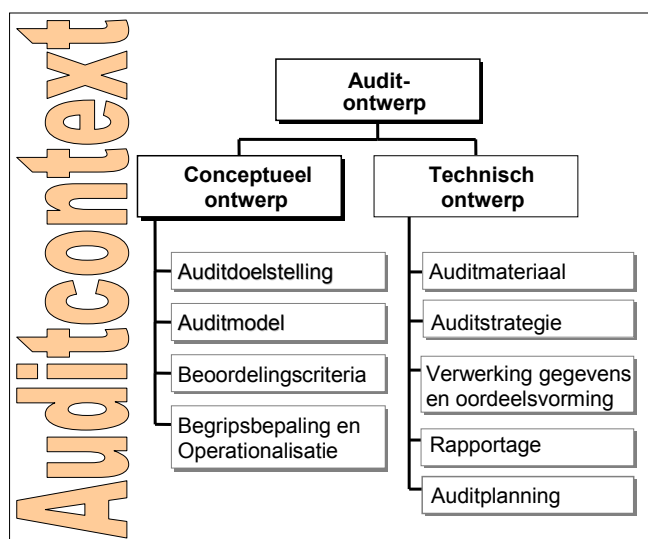 Auditcontext
Audit-
ontwerp
Conceptueel
ontwerp
Auditdoelstelling
Auditmodel
Beoordelingscriteria
Begripsbepaling en
Operationalisatie
Technisch
ontwerp
Auditmateriaal
Auditstrategie
Verwerking gegevens
en oordeelsvorming
Rapportage
Auditplanning